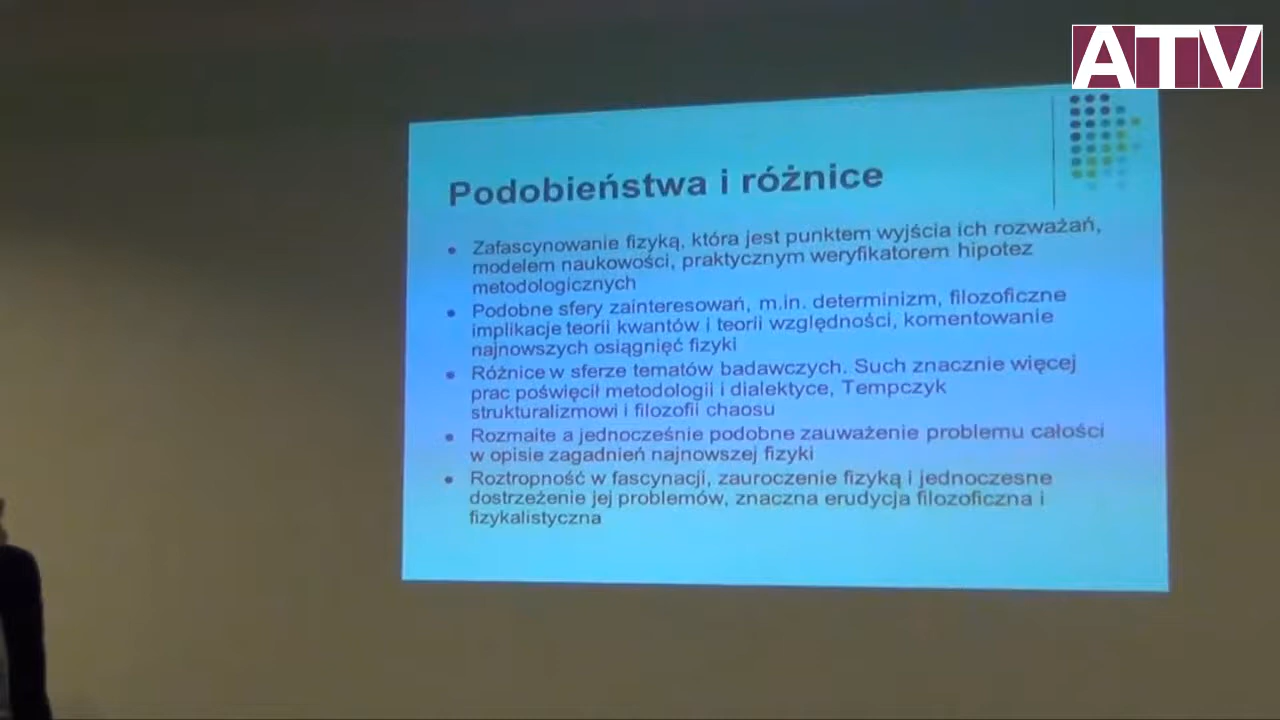 ATV
Podobieństwa i różnice
Zafascynowanie fizyką, która jest punktem wyjścia ich rozważań,
modelem naukowości, praktycznym weryfikatorem hipotez
metodologicznych
Podobne sfery zainteresowań, m.in. determinizm, filozoficzne
implikacje teorii kwantów i teorii względności, komentowanie
najnowszych osiągnięć fizyki
Różnice w sferze tematów badawczych. Such znacznie więcej
prac poświęcił metodologii i dialektyce, Tempczyk
strukturalizmowi i filozofii chaosu
Rozmaite a jednocześnie podobne zauważenie problemu całości
w opisie zagadnień najnowszej fizyki
Roztropność w fascynacji, zauroczenie fizyką i jednoczesne
dostrzeżenie jej problemów, znaczna erudycja filozoficzna i
fizykalistyczna